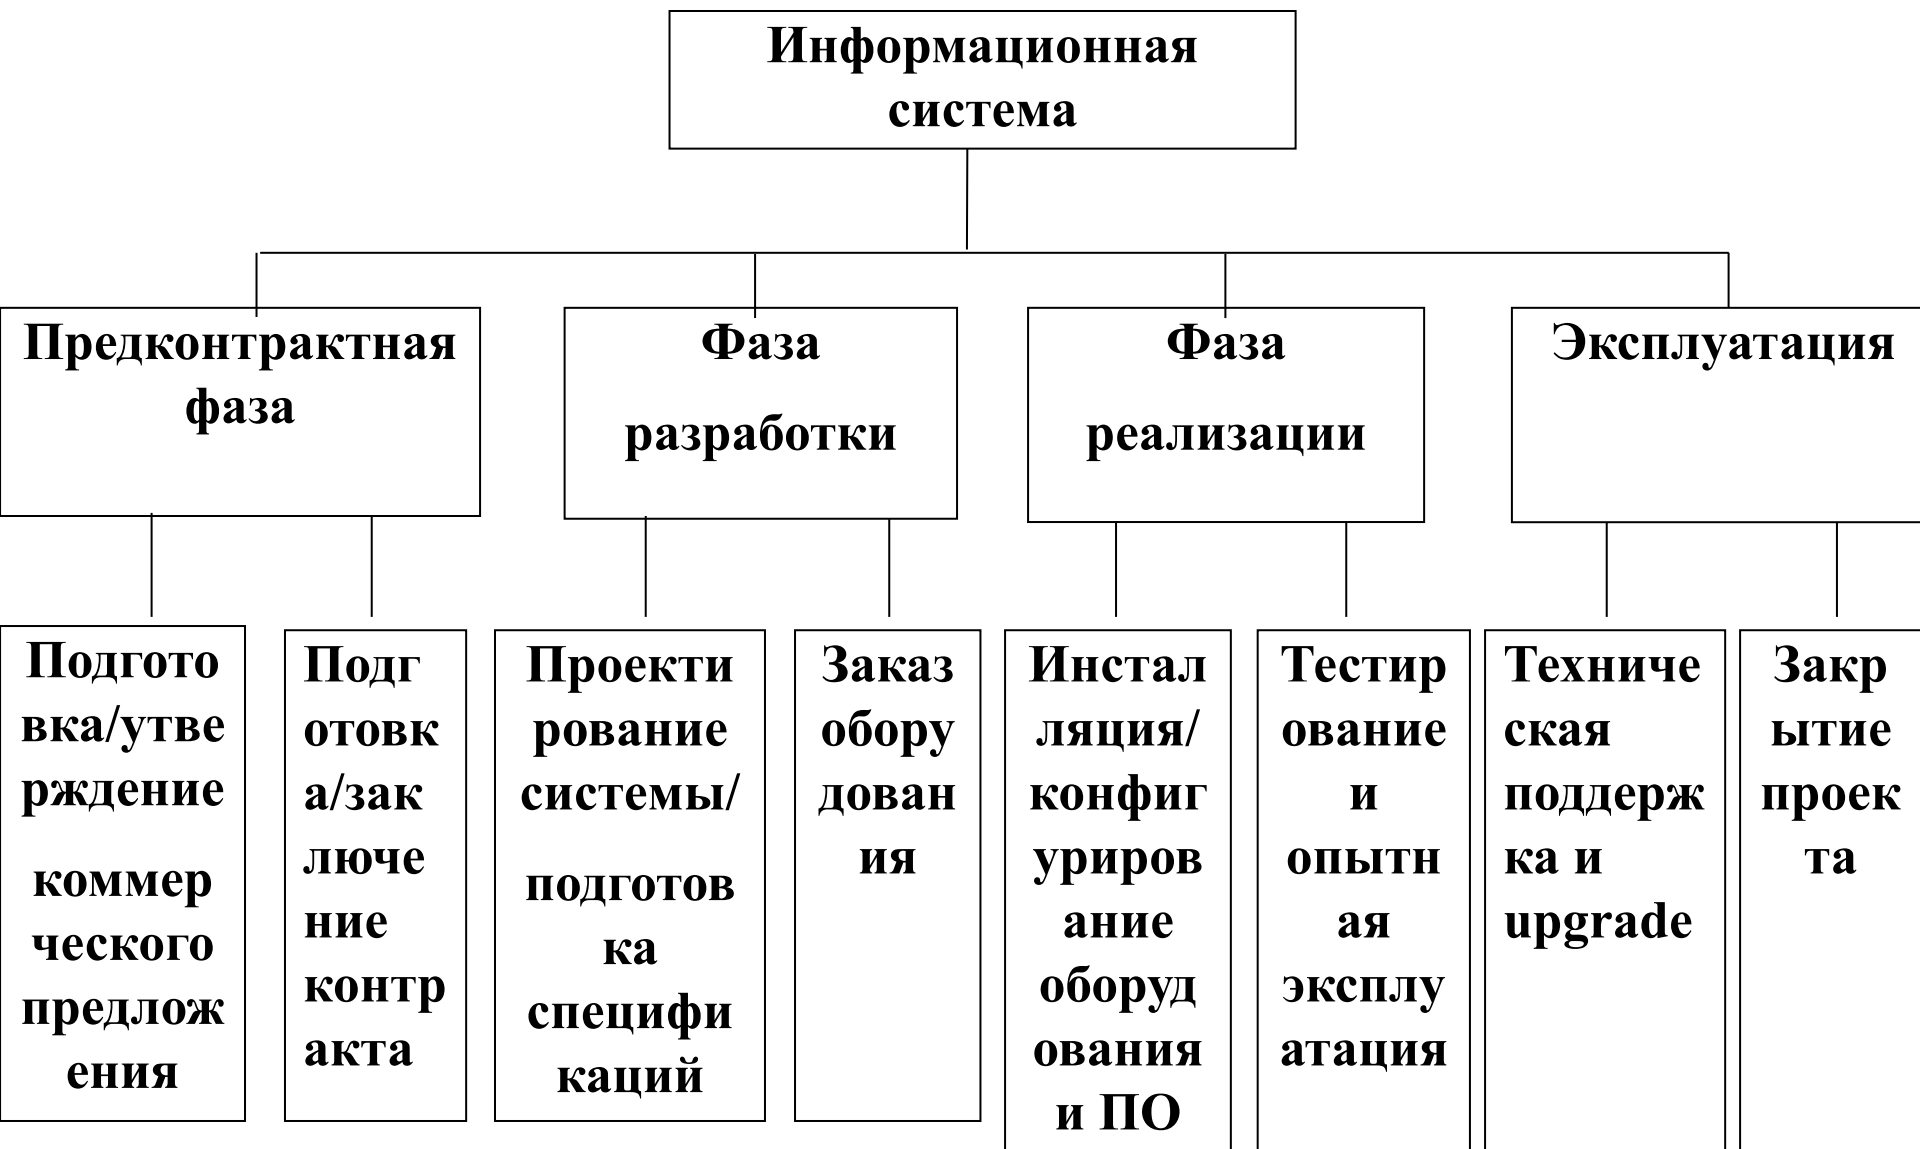 Информационная
система
Предконтрактная
фаза
Фаза
разработки
Фаза
реализации
Эксплуатация
Подгото
вка/утве
рждение
коммер
ческого
предлож
ения
Подг
отовк
а/зак
люче
ние
контр
акта
Проекти
рование
системы/
подготов
ка
специфи
каций
Заказ
обору
дован
ия
Инстал
ляция/
конфиг
уриров
ание
оборуд
ования
и ПО
Тестир
ование
и
опытн
ая
эксплу
атация
Техниче
ская
поддерж
ка и
upgrade
Закр
ытие
проек
та